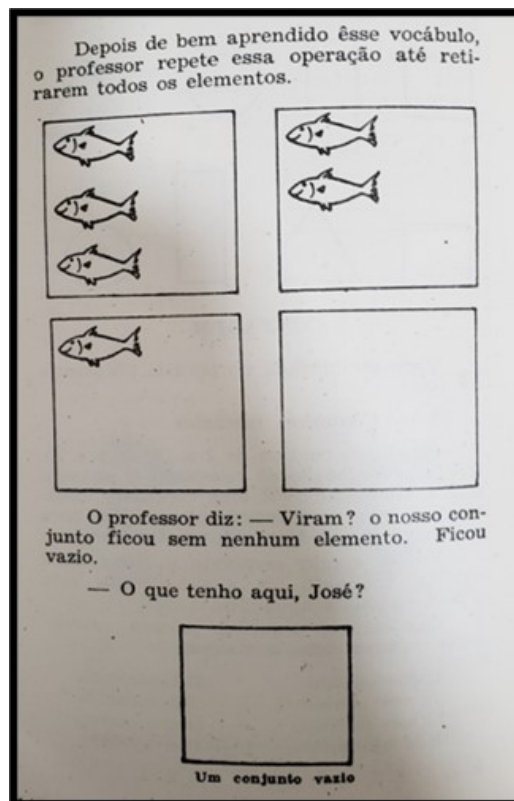 Depois de bem aprendido êsse vocábulo,
o professor repete essa operação até reti-
rarem todos os elementos.
O professor diz: — Viram? o nosso con-
junto ficou sem nenhum elemento. Ficou
vazio.
— O que tenho aqui, José?
Um conjunto vazio